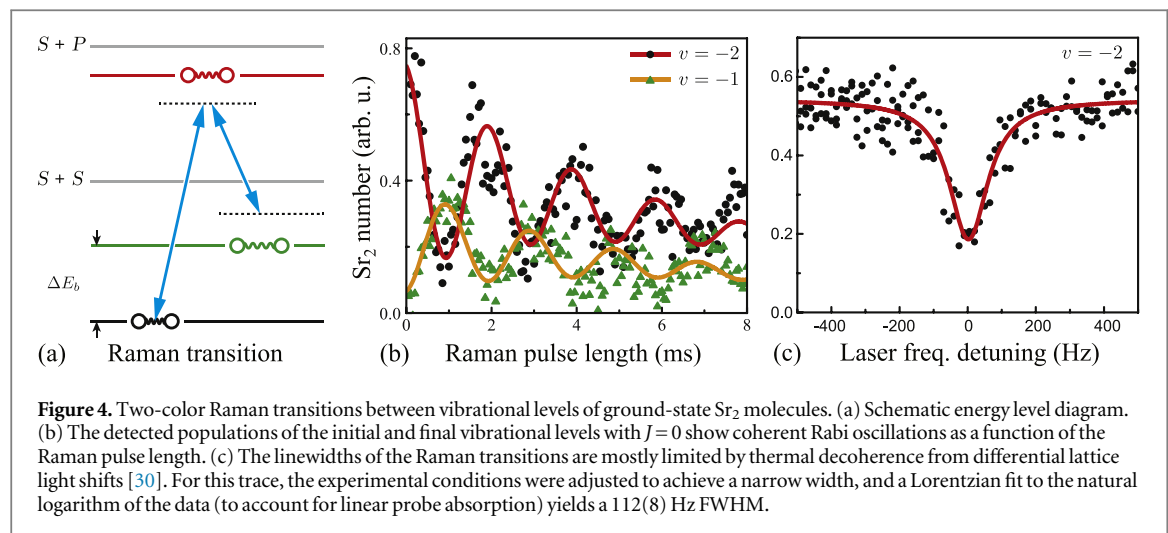 S + P
S + S
ΔE_b
(a) Raman transition
0.8
0.4
0.0
Sr₂ number (arb. u.)
v = −2
v = −1
0 2 4 6 8
(b) Raman pulse length (ms)
0.6
0.4
0.2
0.0
v = −2
-400 -200 0 200 400
(c) Laser freq. detuning (Hz)
Figure 4. Two-color Raman transitions between vibrational levels of ground-state Sr₂ molecules. (a) Schematic energy level diagram.
(b) The detected populations of the initial and final vibrational levels with J = 0 show coherent Rabi oscillations as a function of the
Raman pulse length. (c) The linewidths of the Raman transitions are mostly limited by thermal decoherence from differential lattice
light shifts [30]. For this trace, the experimental conditions were adjusted to achieve a narrow width, and a Lorentzian fit to the natural
logarithm of the data (to account for linear probe absorption) yields a 112(8) Hz FWHM.